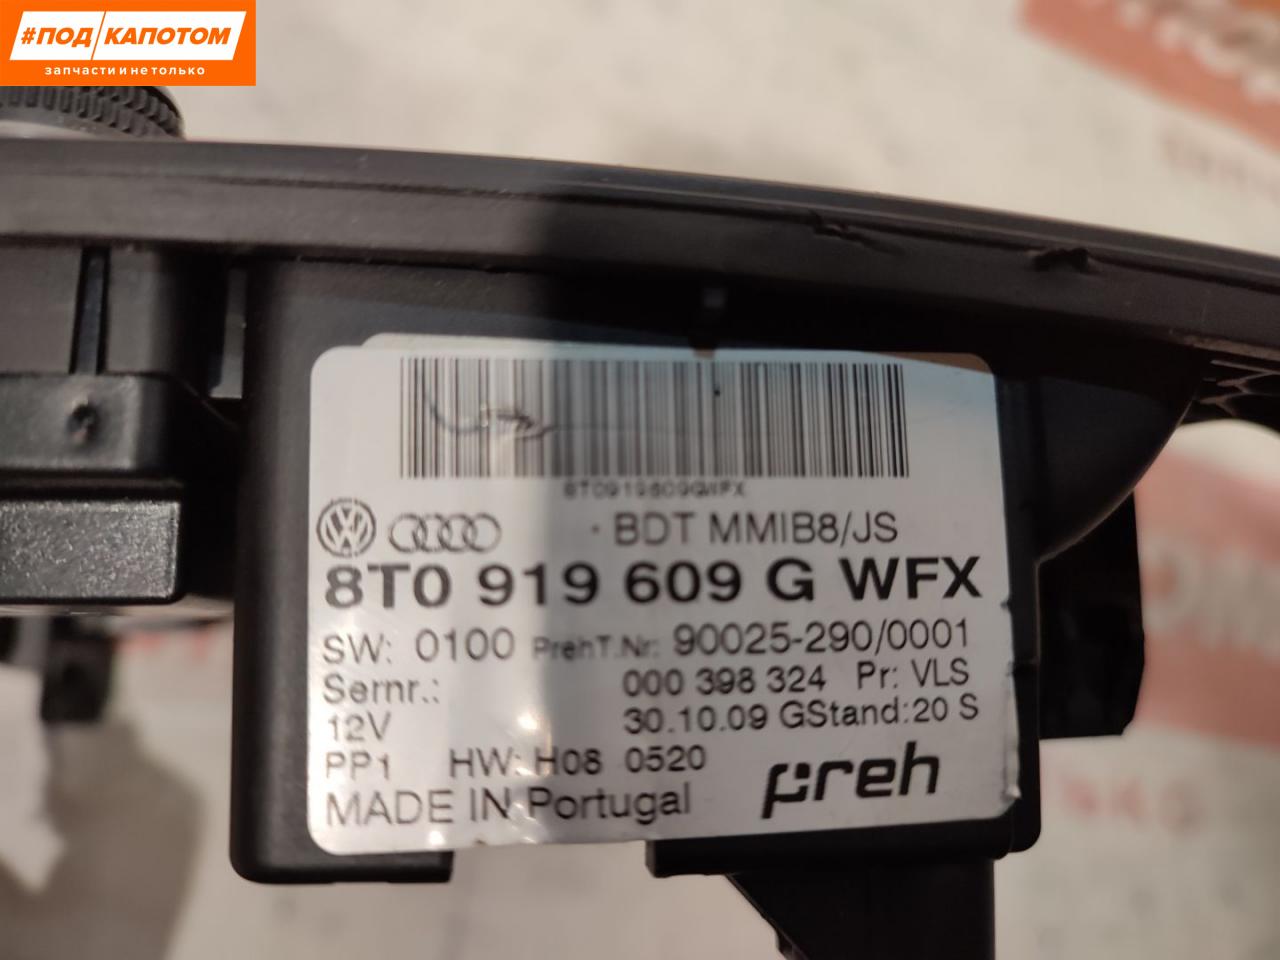 #ПОД/КАПОТОМ
запчасти и не только
8T0919609GWFX
BDT MMIB8/JS
8T0 919 609 G WFX
SW: 0100 PrehT.Nr: 90025-290/0001
Sernr.: 000 398 324 Pr: VLS
12V 30.10.09 GStand:20 S
PP1 HW: H08 0520
MADE IN Portugal preh